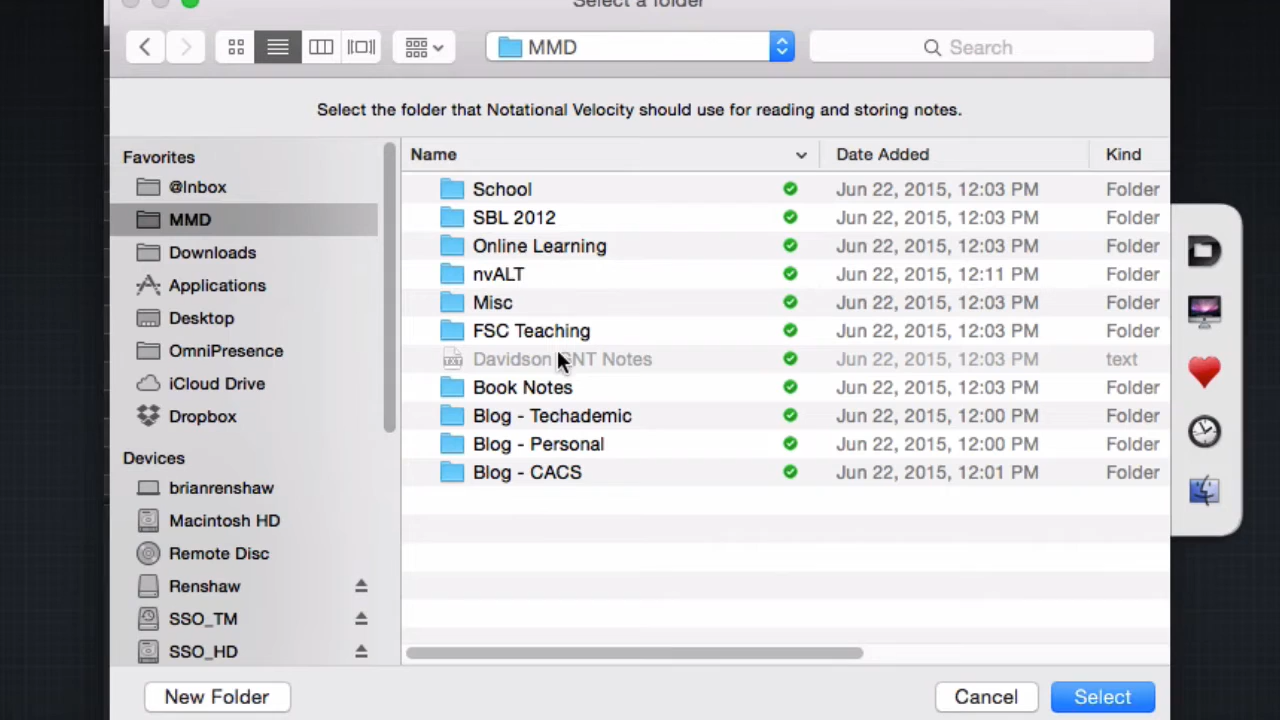 Select a folder
MMD
Search
Select the folder that Notational Velocity should use for reading and storing notes.
Favorites
@Inbox
MMD
Downloads
Applications
Desktop
OmniPresence
iCloud Drive
Dropbox
Devices
brianrenshaw
Macintosh HD
Remote Disc
Renshaw
SSO_TM
SSO_HD
Name Date Added Kind
School Jun 22, 2015, 12:03 PM Folder
SBL 2012 Jun 22, 2015, 12:03 PM Folder
Online Learning Jun 22, 2015, 12:03 PM Folder
nvALT Jun 22, 2015, 12:11 PM Folder
Misc Jun 22, 2015, 12:03 PM Folder
FSC Teaching Jun 22, 2015, 12:03 PM Folder
Davidson Notes Jun 22, 2015, 12:03 PM text
Book Notes Jun 22, 2015, 12:03 PM Folder
Blog - Techademic Jun 22, 2015, 12:00 PM Folder
Blog - Personal Jun 22, 2015, 12:00 PM Folder
Blog - CACS Jun 22, 2015, 12:01 PM Folder
New Folder
Cancel
Select